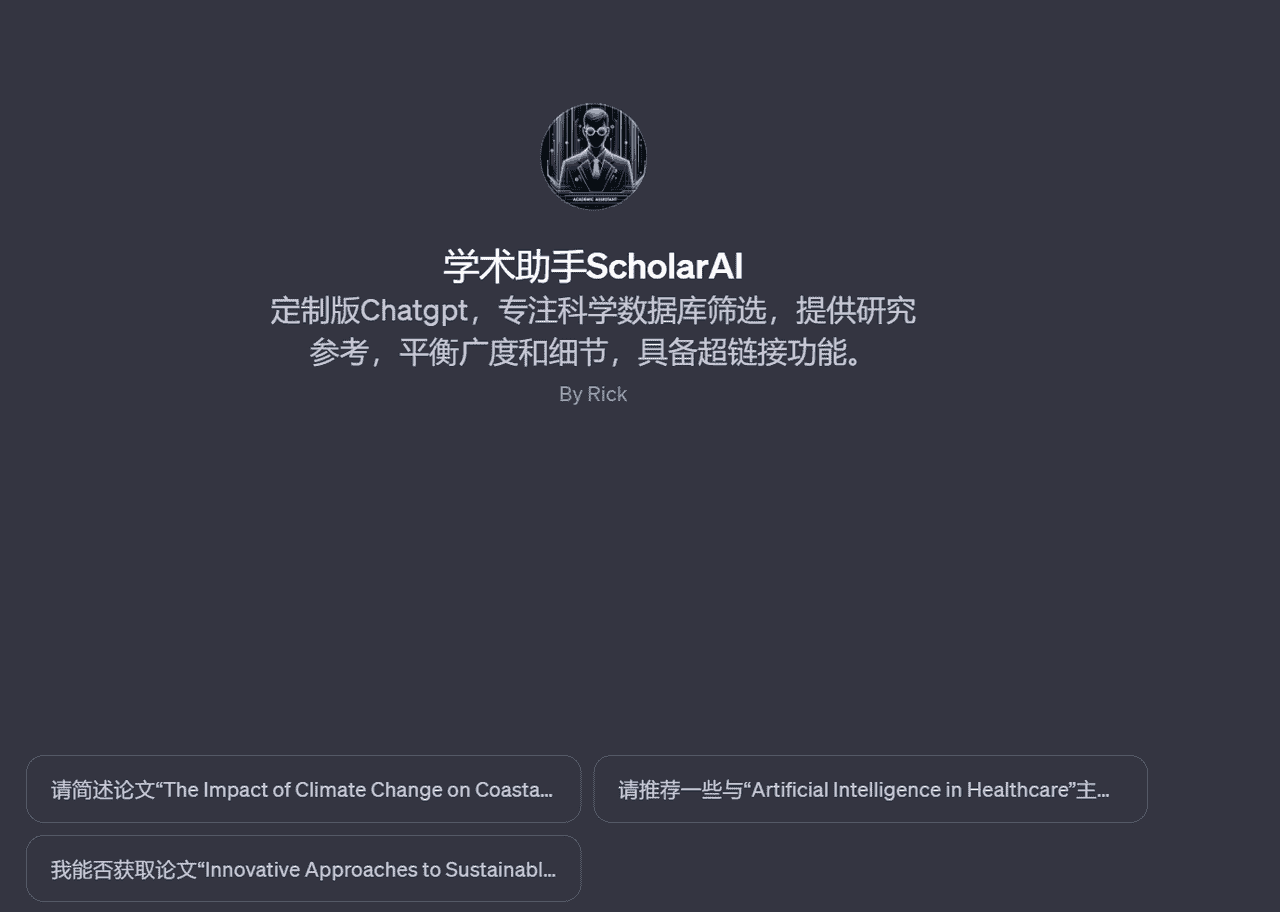 ACADEMIC ASSISTANT
学术助手ScholarAI
定制版Chatgpt，专注科学数据库筛选，提供研究
参考，平衡广度和细节，具备超链接功能。
By Rick
请简述论文“The Impact of Climate Change on Coasta...
请推荐一些与“Artificial Intelligence in Healthcare”主...
我能否获取论文“Innovative Approaches to Sustainabl...